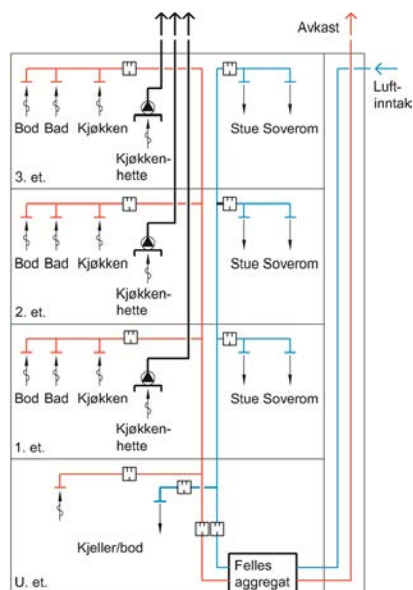 Avkast
Luft-
inntak
Bod Bad Kjøkken
Kjøkken-
hette
Stue Soverom
3. et.
Bod Bad Kjøkken
Kjøkken-
hette
Stue Soverom
2. et.
Bod Bad Kjøkken
Kjøkken-
hette
Stue Soverom
1. et.
Kjeller/bod
Felles
aggregat
U. et.